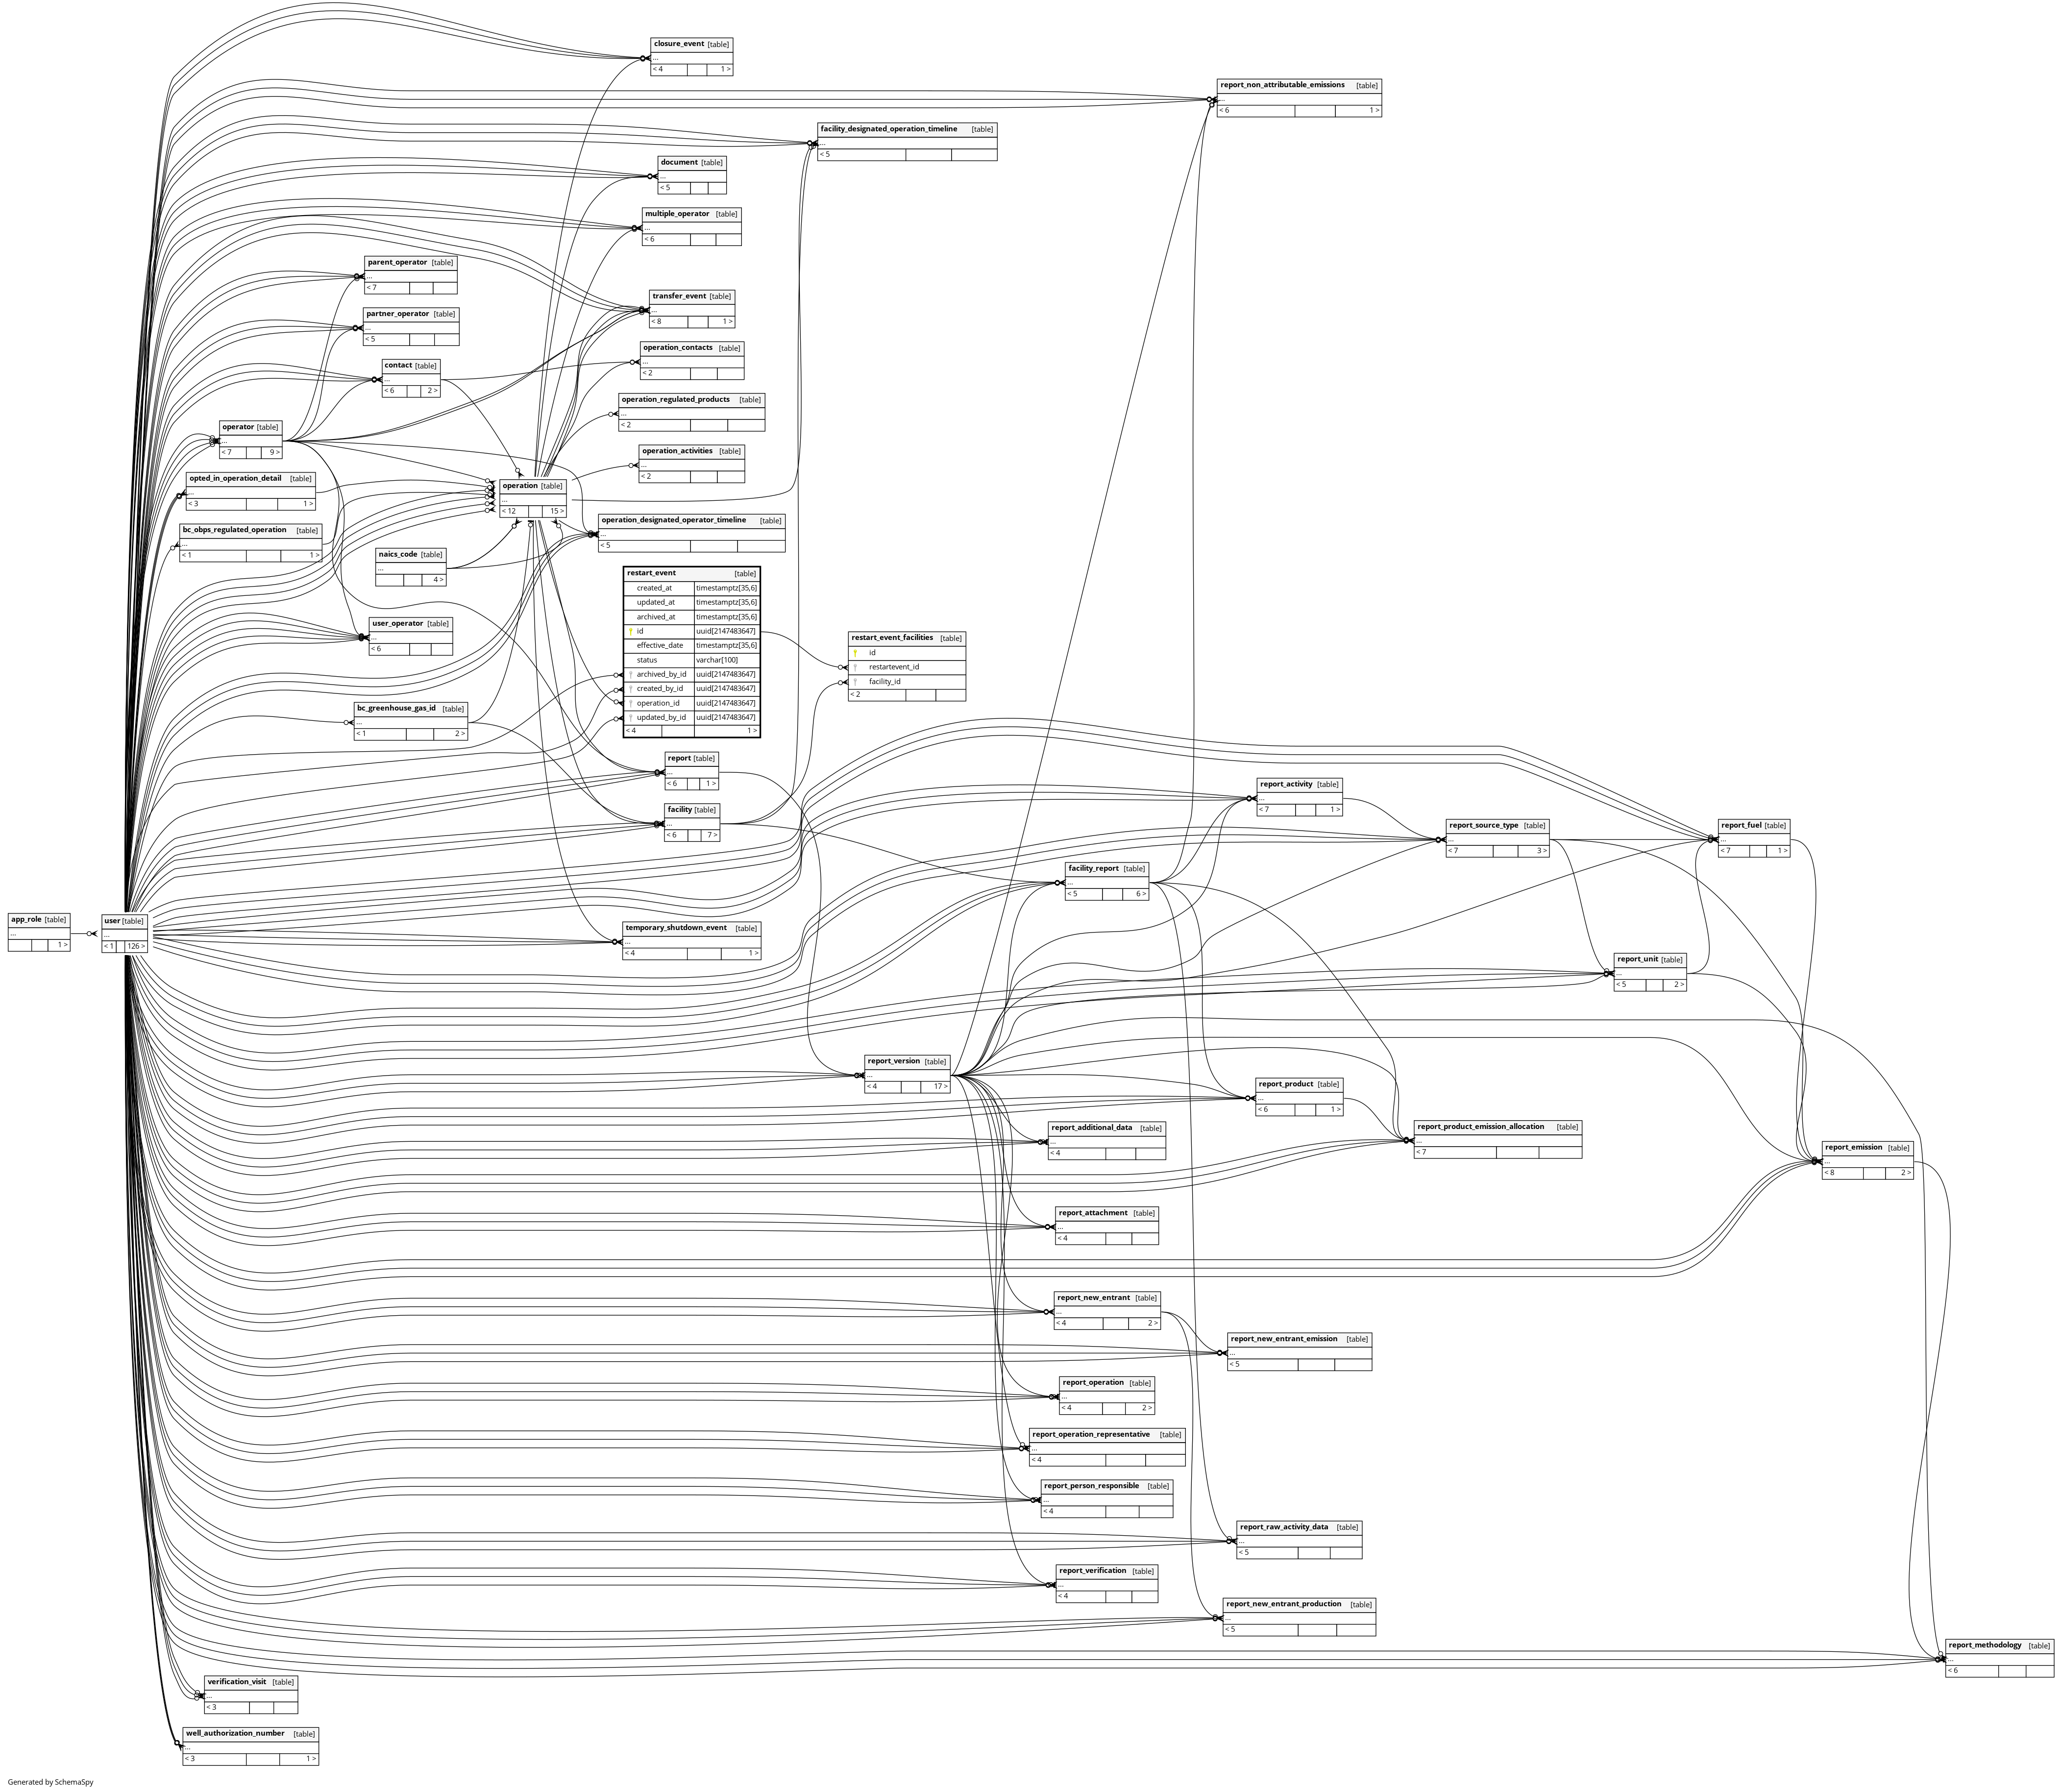 closure_event [table]
...
< 4 1 >
report_non_attributable_emissions [table]
...
< 6 1 >
facility_designated_operation_timeline [table]
...
< 5
document [table]
...
< 5
multiple_operator [table]
...
< 6
parent_operator [table]
...
< 7
transfer_event [table]
...
< 8 1 >
partner_operator [table]
...
< 5
operation_contacts [table]
...
< 2
contact [table]
...
< 6 2 >
operation_regulated_products [table]
...
< 2
operator [table]
...
< 7 9 >
operation_activities [table]
...
< 2
opted_in_operation_detail [table]
...
< 3 1 >
operation [table]
...
< 12 15 >
bc_obps_regulated_operation [table]
...
< 1 1 >
operation_designated_operator_timeline [table]
...
< 5
naics_code [table]
...
4 >
restart_event [table]
created_at timestamptz[35,6]
updated_at timestamptz[35,6]
archived_at timestamptz[35,6]
id uuid[2147483647]
effective_date timestamptz[35,6]
status varchar[100]
archived_by_id uuid[2147483647]
created_by_id uuid[2147483647]
operation_id uuid[2147483647]
updated_by_id uuid[2147483647]
< 4 1 >
user_operator [table]
...
< 6
restart_event_facilities [table]
id
restartevent_id
facility_id
< 2
bc_greenhouse_gas_id [table]
...
< 1 2 >
report [table]
...
< 6 1 >
facility [table]
...
< 6 7 >
report_activity [table]
...
< 7 1 >
report_source_type [table]
...
< 7 3 >
report_fuel [table]
...
< 7 1 >
facility_report [table]
...
< 5 6 >
app_role [table]
...
1 >
user [table]
...
< 1 126 >
temporary_shutdown_event [table]
...
< 4 1 >
report_unit [table]
...
< 5 2 >
report_version [table]
...
< 4 17 >
report_product [table]
...
< 6 1 >
report_additional_data [table]
...
< 4
report_product_emission_allocation [table]
...
< 7
report_emission [table]
...
< 8 2 >
report_attachment [table]
...
< 4
report_new_entrant [table]
...
< 4 2 >
report_new_entrant_emission [table]
...
< 5
report_operation [table]
...
< 4 2 >
report_operation_representative [table]
...
< 4
report_person_responsible [table]
...
< 4
report_raw_activity_data [table]
...
< 5
report_verification [table]
...
< 4
report_new_entrant_production [table]
...
< 5
report_methodology [table]
...
< 6
verification_visit [table]
...
< 3
well_authorization_number [table]
...
< 3 1 >
Generated by SchemaSpy